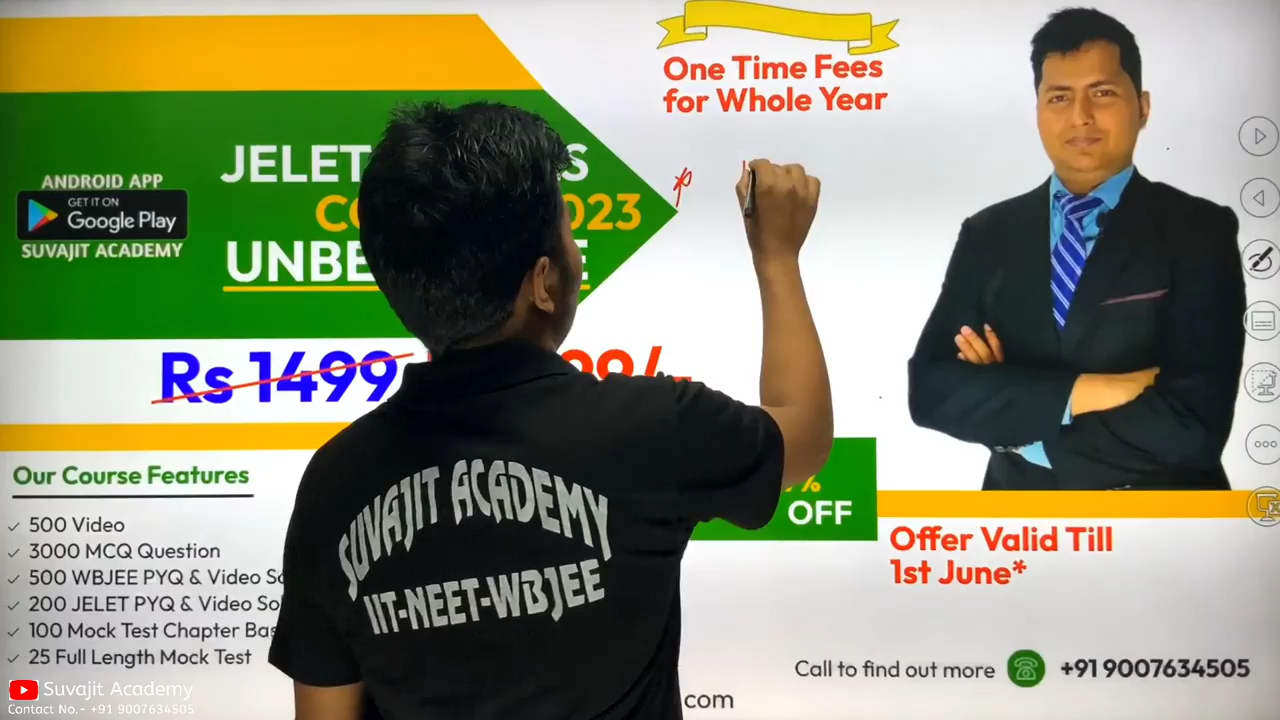 One Time Fees
for Whole Year
ANDROID APP
GET IT ON
Google Play
SUVAJIT ACADEMY
JELET
S
2023
UNBE
Rs 1499
99/-
Our Course Features
500 Video
3000 MCQ Question
500 WBJEE PYQ & Video So
200 JELET PYQ & Video Sol
100 Mock Test Chapter Bas
25 Full Length Mock Test
SUVAJIT ACADEMY
IIT-NEET-WBJEE
%
OFF
Offer Valid Till
1st June*
Call to find out more +91 9007634505
com
Suvajit Academy
Contact No.- +91 9007634505